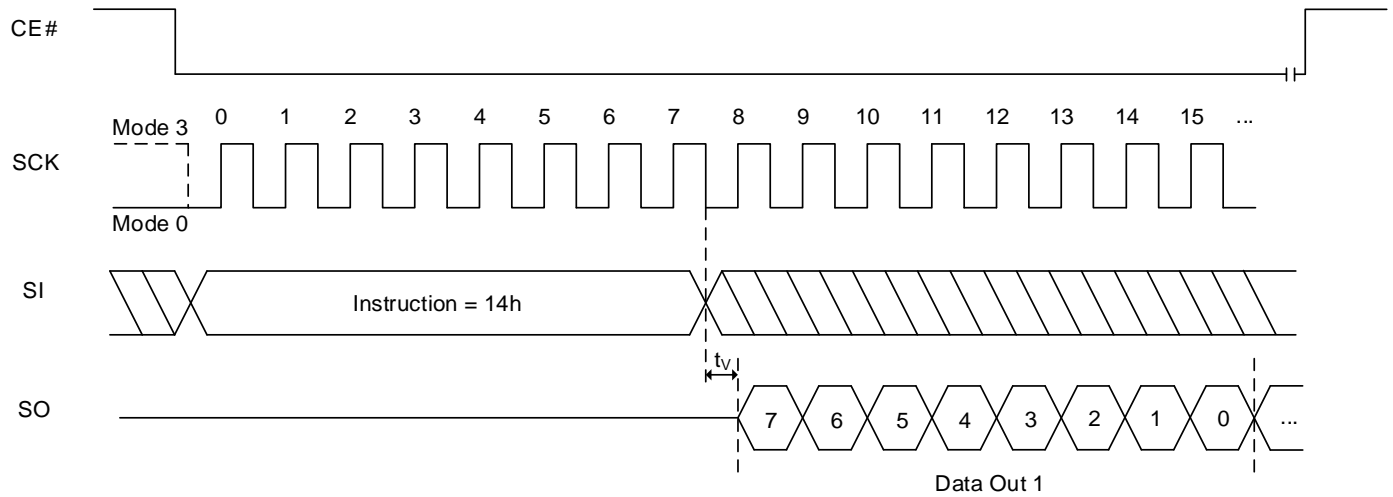 CE#
0 1 2 3 4 5 6 7 8 9 10 11 12 13 14 15 ...
Mode 3
SCK
Mode 0
SI
Instruction = 14h
tV
SO
7 6 5 4 3 2 1 0 ...
Data Out 1